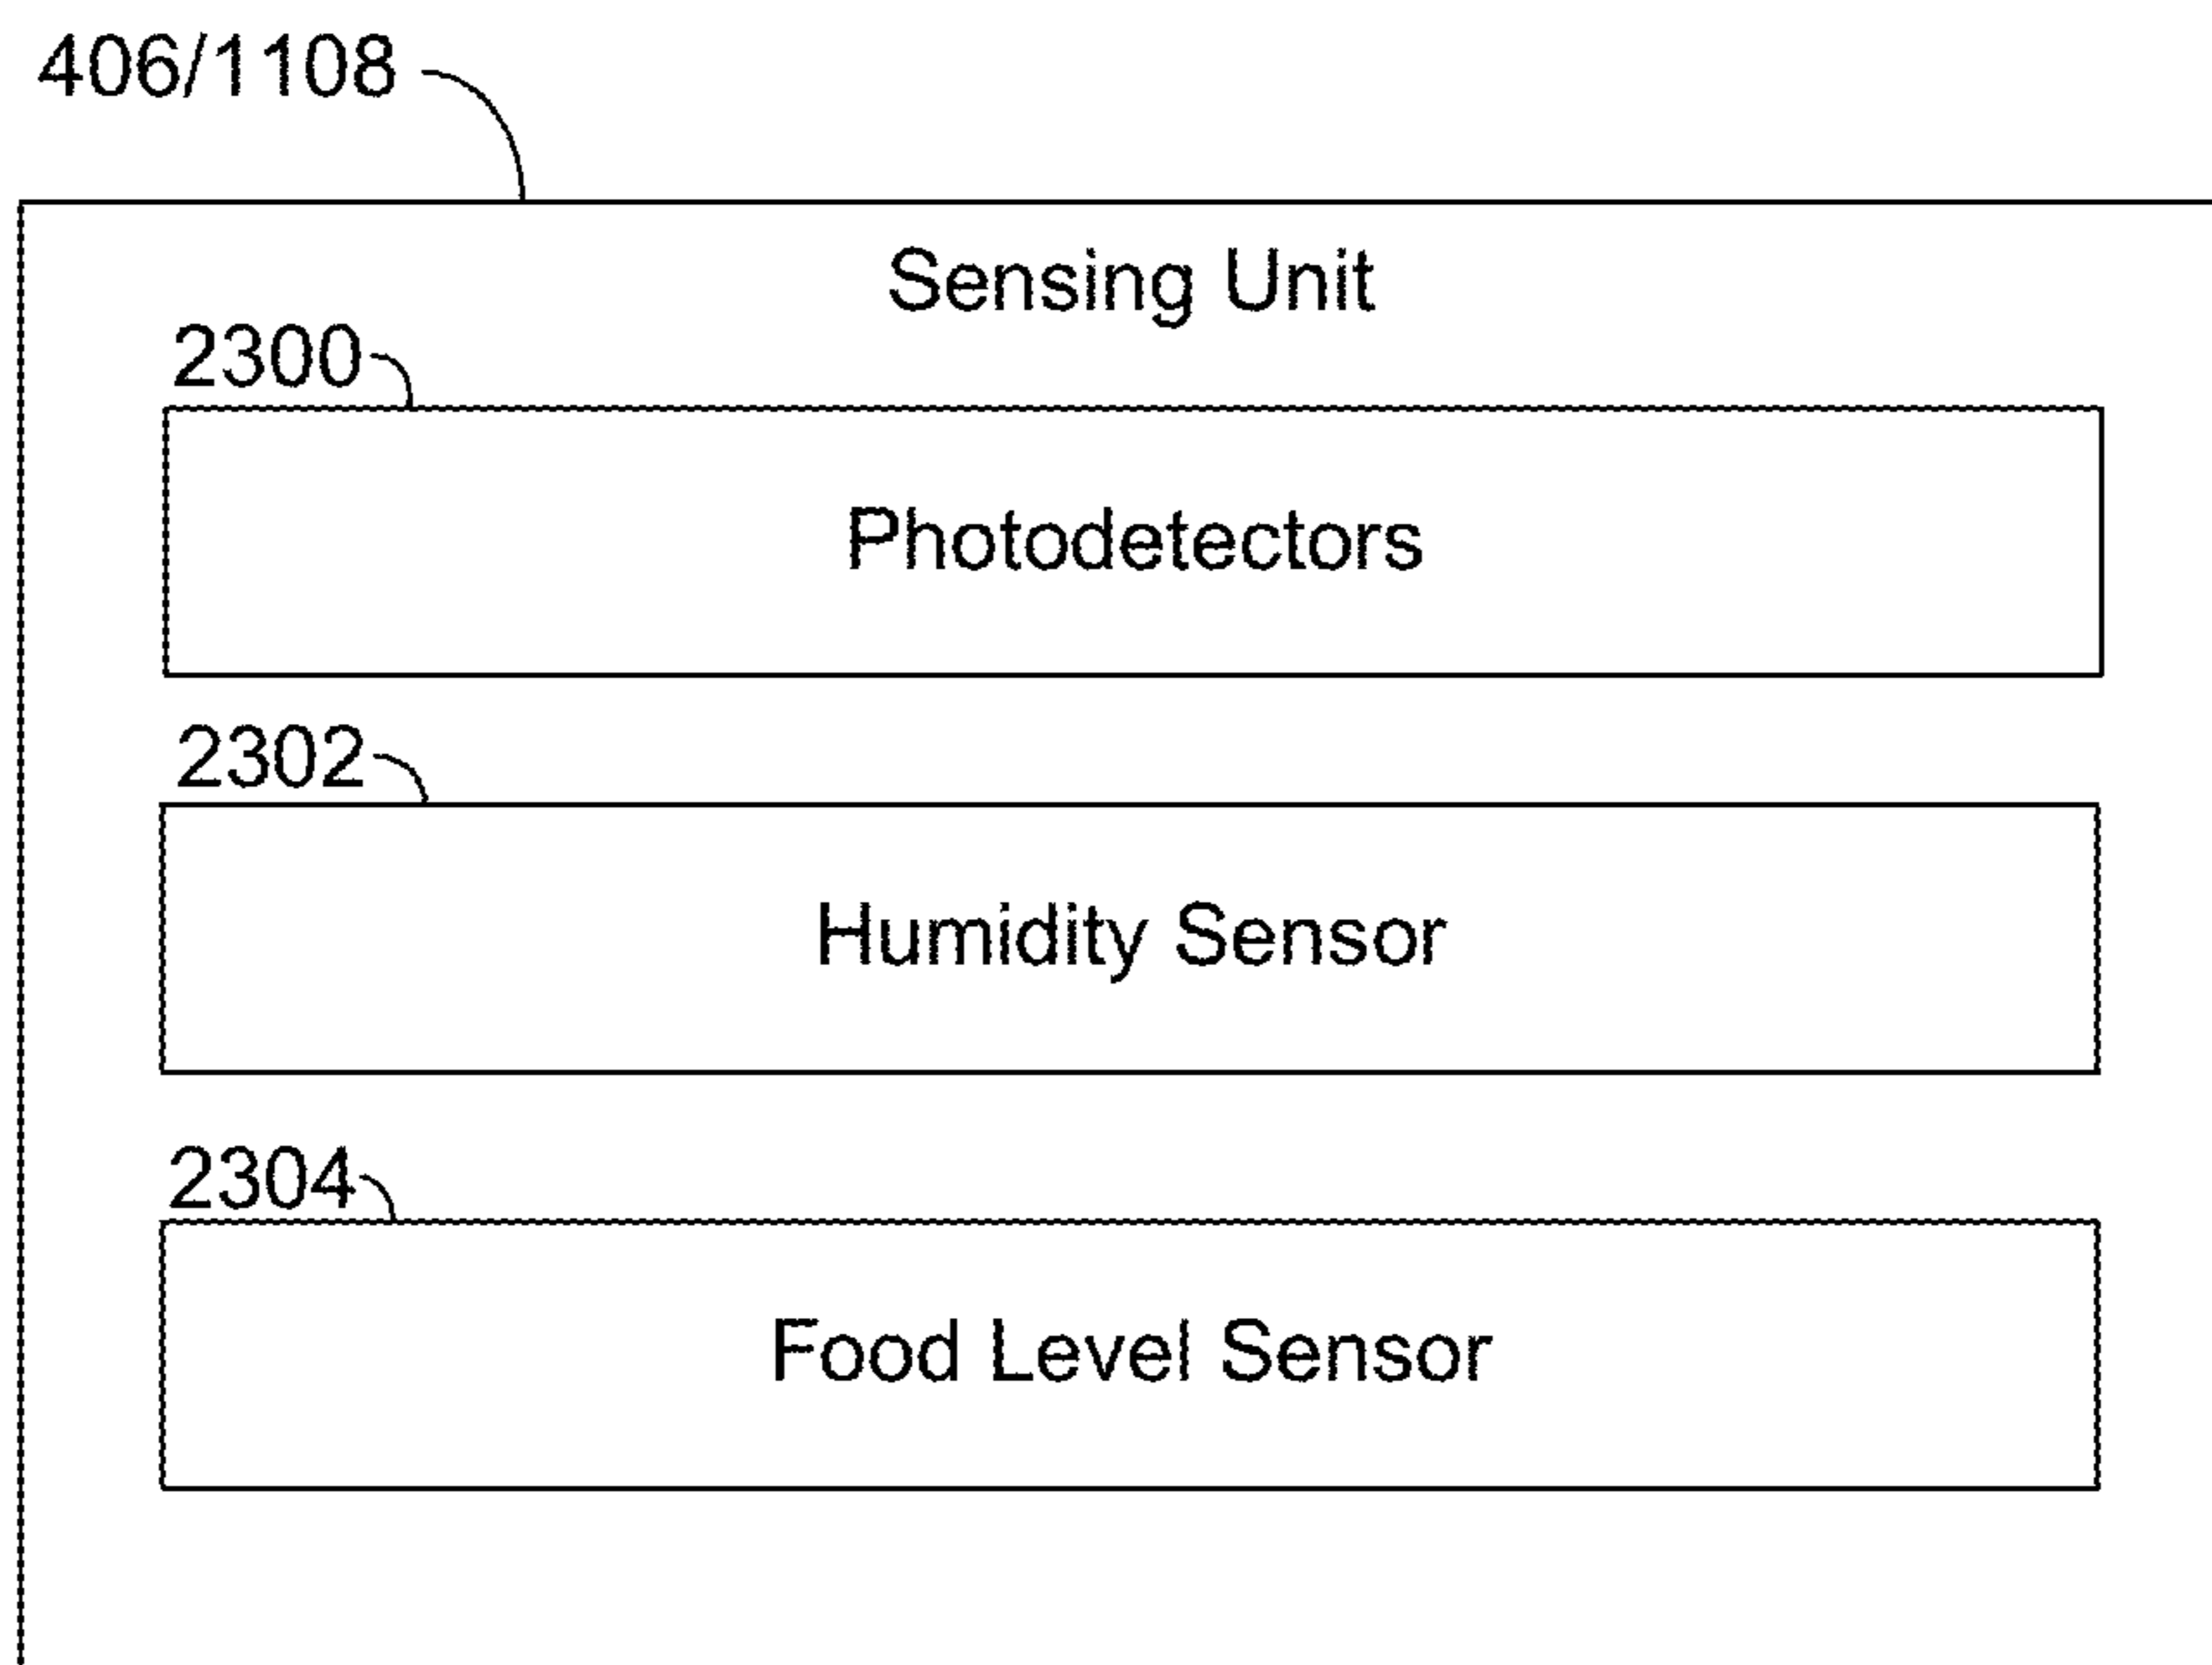 406/1108
Sensing Unit
2300
Photodetectors
2302
Humidity Sensor
2304
Food Level Sensor